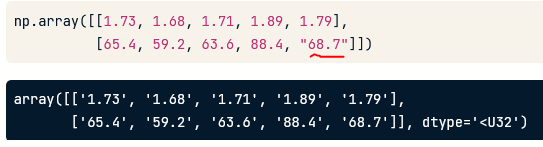 np.array([[1.73, 1.68, 1.71, 1.89, 1.79],
[65.4, 59.2, 63.6, 88.4, "68.7"]])
array([['1.73', '1.68', '1.71', '1.89', '1.79'],
['65.4', '59.2', '63.6', '88.4', '68.7']], dtype='<U32')